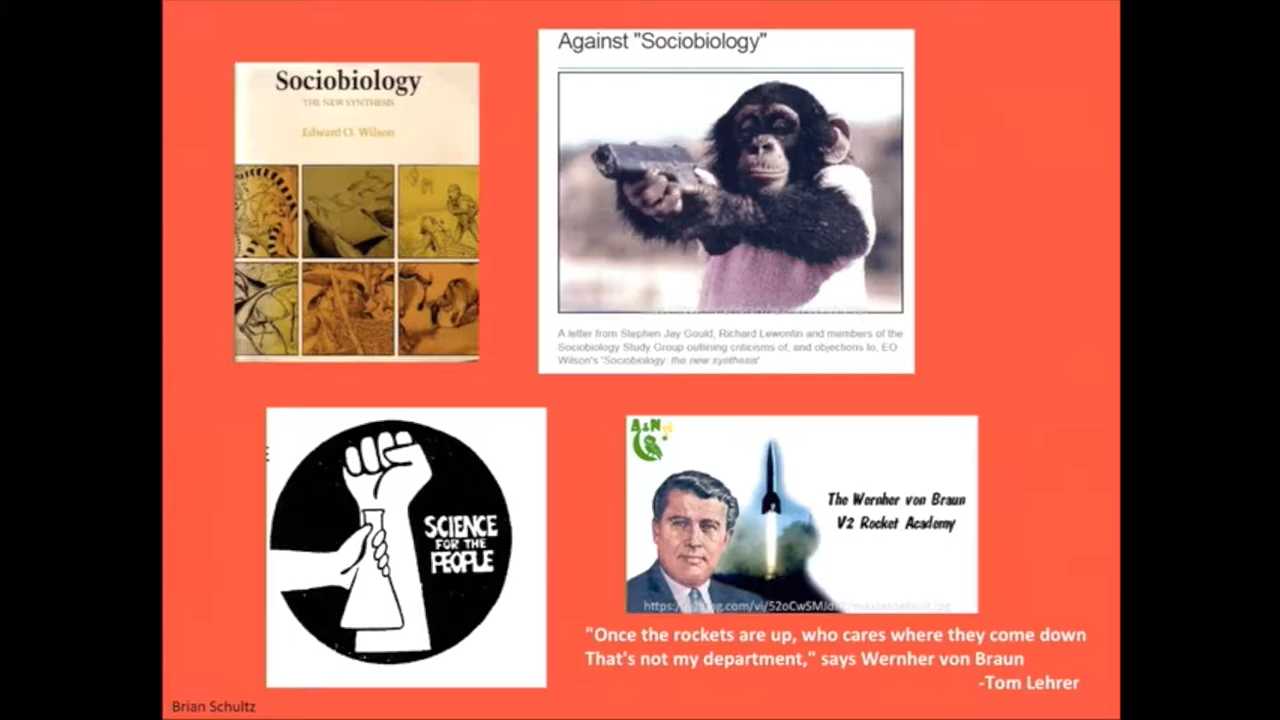 Sociobiology
THE NEW SYNTHESIS
Edward O. Wilson
Against "Sociobiology"
A letter from Stephen Jay Gould, Richard Lewontin and members of the
Sociobiology Study Group outlining criticisms of, and objections to, EO
Wilson's 'Sociobiology: the new synthesis'
SCIENCE
FOR THE
PEOPLE
A&N
The Wernher von Braun
V2 Rocket Academy
"Once the rockets are up, who cares where they come down
That's not my department," says Wernher von Braun
-Tom Lehrer
Brian Schultz